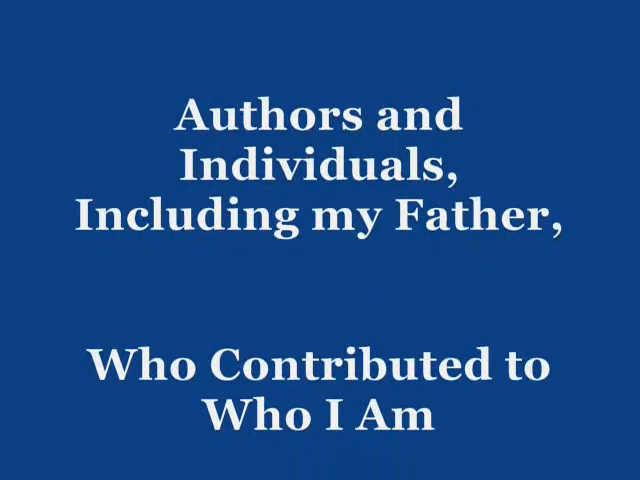 Authors and
Individuals,
Including my Father,
Who Contributed to
Who I Am